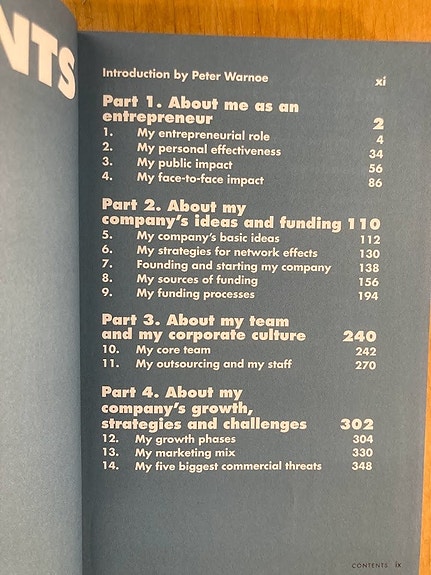 NTS
Introduction by Peter Warnoe xi
Part 1. About me as an
entrepreneur 2
1. My entrepreneurial role 4
2. My personal effectiveness 34
3. My public impact 56
4. My face-to-face impact 86
Part 2. About my
company's ideas and funding 110
5. My company's basic ideas 112
6. My strategies for network effects 130
7. Founding and starting my company 138
8. My sources of funding 156
9. My funding processes 194
Part 3. About my team
and my corporate culture 240
10. My core team 242
11. My outsourcing and my staff 270
Part 4. About my
company's growth,
strategies and challenges 302
12. My growth phases 304
13. My marketing mix 330
14. My five biggest commercial threats 348
CONTENTS ix